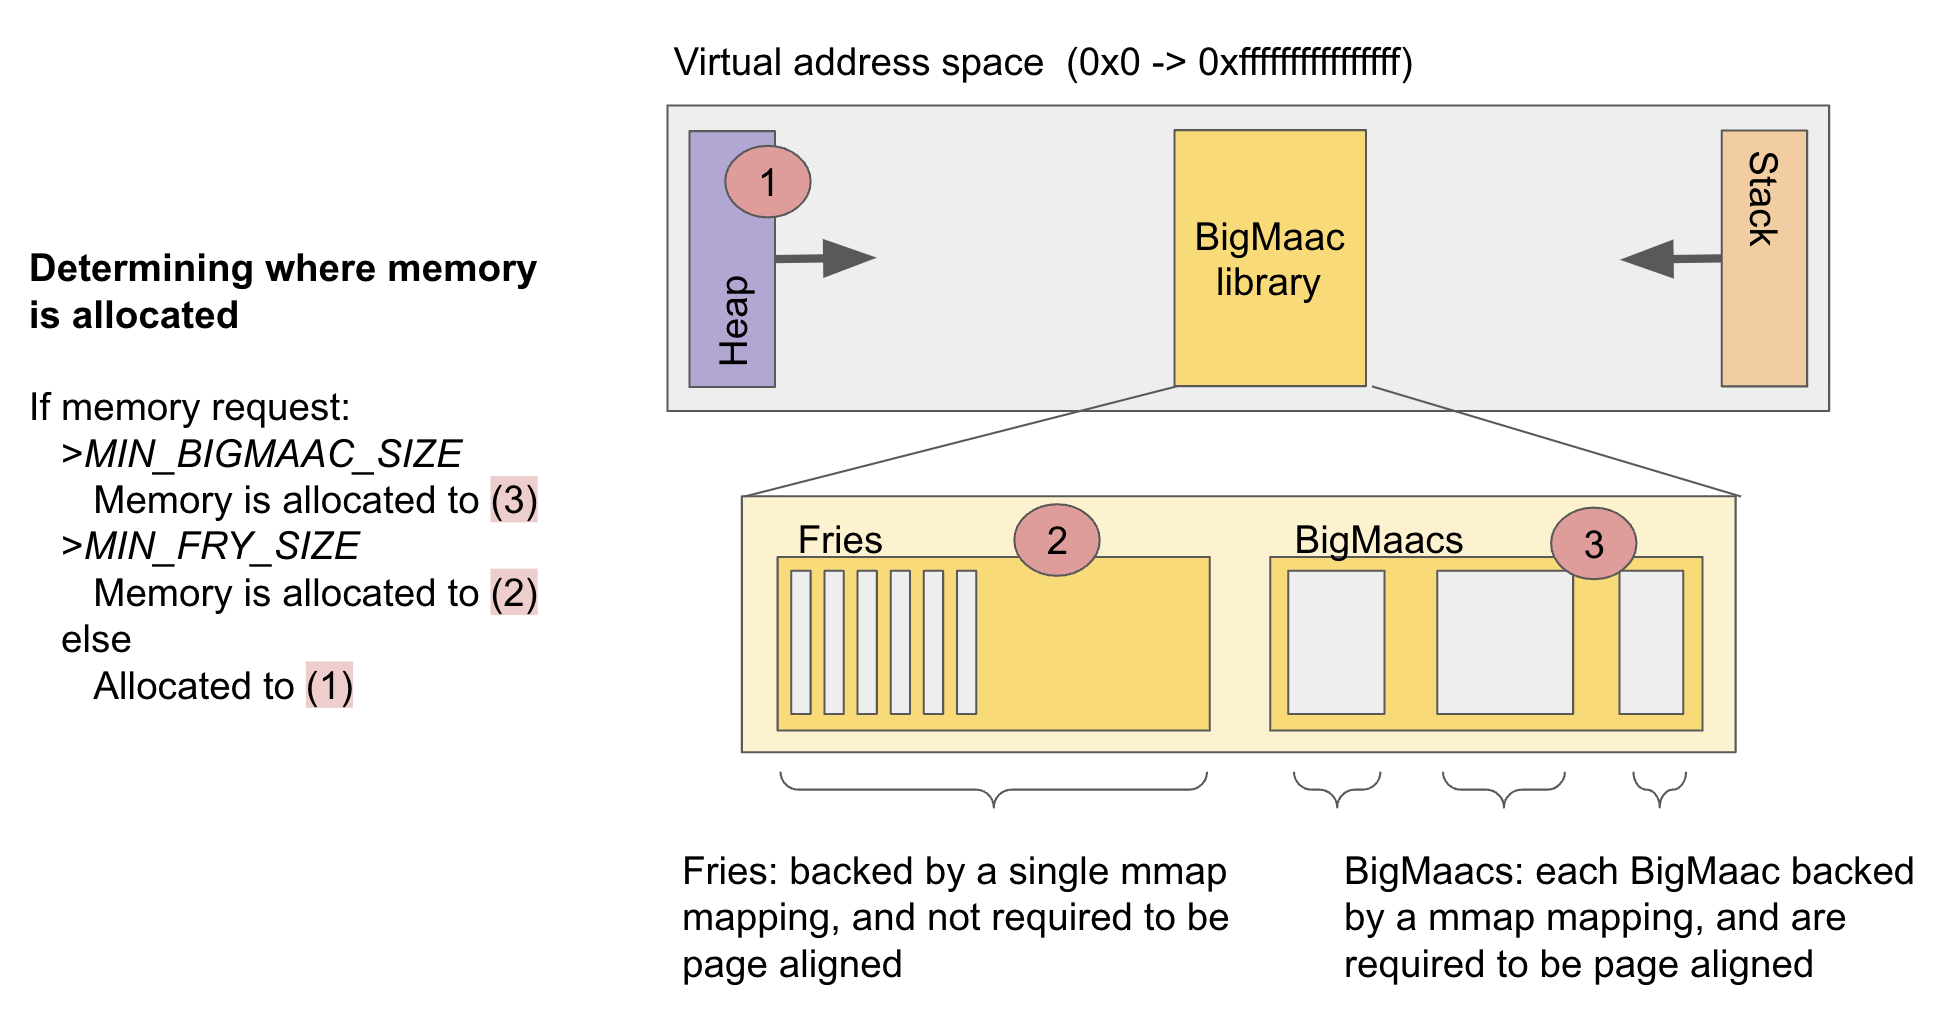 Virtual address space  (0x0 -> 0xffffffffffffffff)
1
Heap
BigMaac
library
Stack
Determining where memory
is allocated
If memory request:
>MIN_BIGMAAC_SIZE
Memory is allocated to (3)
>MIN_FRY_SIZE
Memory is allocated to (2)
else
Allocated to (1)
Fries
2
BigMaacs
3
Fries: backed by a single mmap
mapping, and not required to be
page aligned
BigMaacs: each BigMaac backed
by a mmap mapping, and are
required to be page aligned